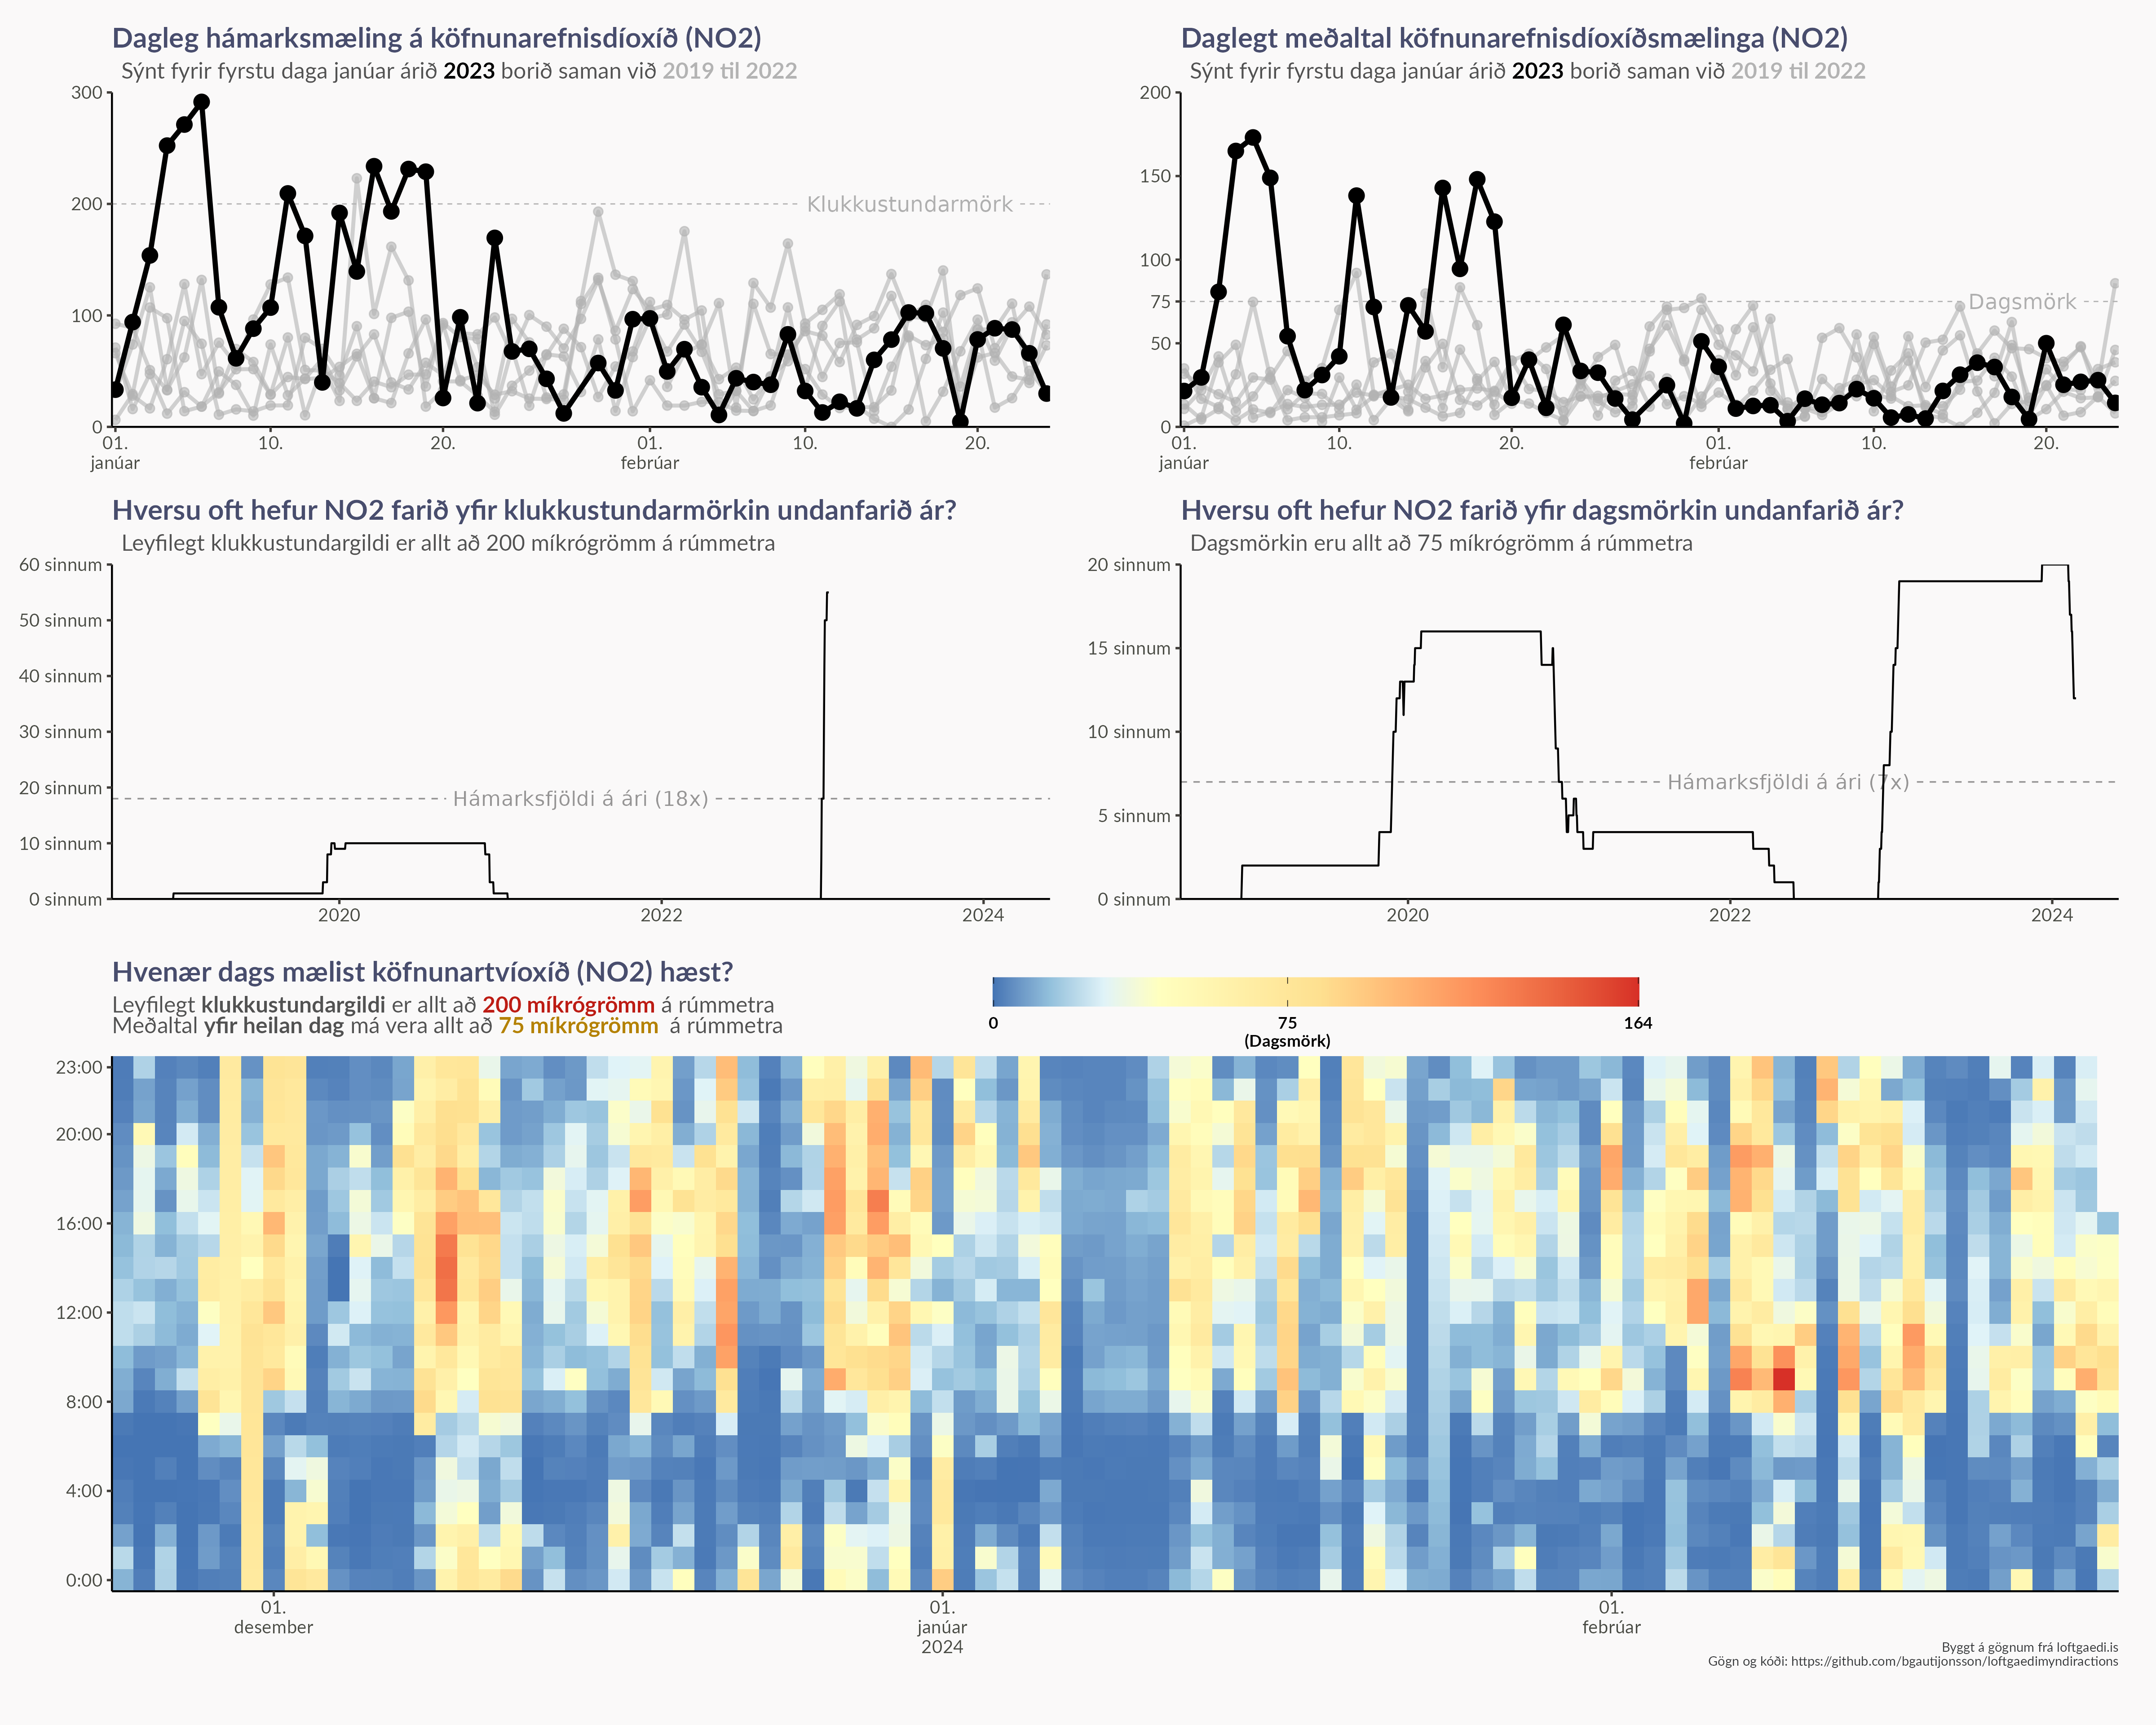 Dagleg hámarksmæling á köfnunarefnisdíoxíð (NO2)
Sýnt fyrir fyrstu daga janúar árið 2023 borið saman við 2019 til 2022
300
200
100
0
Klukkustundarmörk
01. 10. 20. 01. 10. 20.
janúar febrúar
Daglegt meðaltal köfnunarefnisdíoxíðsmælinga (NO2)
Sýnt fyrir fyrstu daga janúar árið 2023 borið saman við 2019 til 2022
200
150
100
75
50
0
Dagsmörk
01. 10. 20. 01. 10. 20.
janúar febrúar
Hversu oft hefur NO2 farið yfir klukkustundarmörkin undanfarið ár?
Leyfilegt klukkustundargildi er allt að 200 míkrógrömm á rúmmetra
60 sinnum
50 sinnum
40 sinnum
30 sinnum
20 sinnum
10 sinnum
0 sinnum
Hámarksfjöldi á ári (18x)
2020 2022 2024
Hversu oft hefur NO2 farið yfir dagsmörkin undanfarið ár?
Dagsmörkin eru allt að 75 míkrógrömm á rúmmetra
20 sinnum
15 sinnum
10 sinnum
5 sinnum
0 sinnum
Hámarksfjöldi á ári (7x)
2020 2022 2024
Hvenær dags mælist köfnunartvíoxíð (NO2) hæst?
Leyfilegt klukkustundargildi er allt að 200 míkrógrömm á rúmmetra
Meðaltal yfir heilan dag má vera allt að 75 míkrógrömm á rúmmetra
0 75 164
(Dagsmörk)
23:00
20:00
16:00
12:00
8:00
4:00
0:00
01. 01. 01.
desember janúar febrúar
2024
Byggt á gögnum frá loftgaedi.is
Gögn og kóði: https://github.com/bgautijonsson/loftgaedimyndiractions